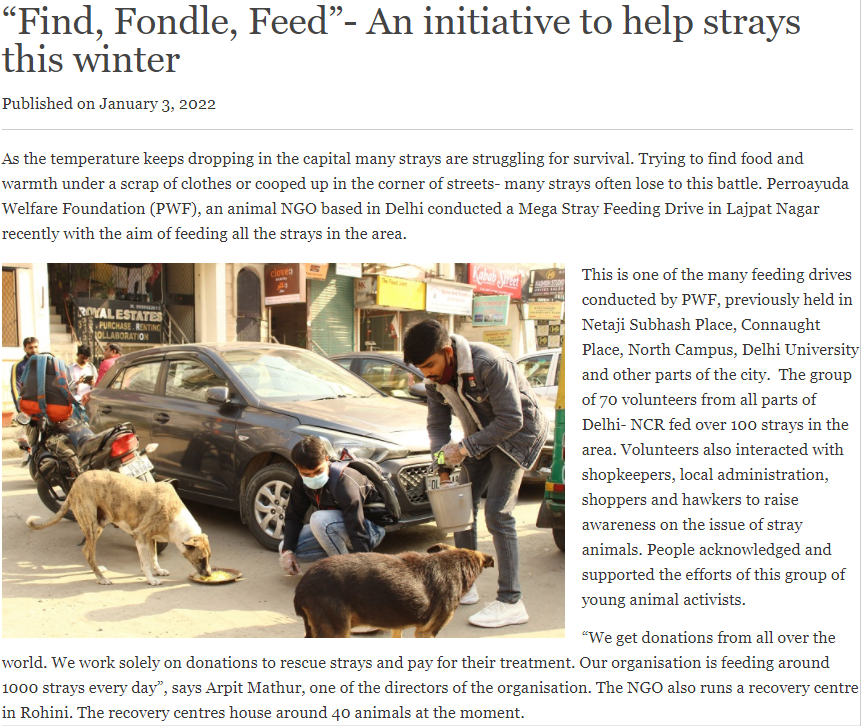 “Find, Fondle, Feed”- An initiative to help strays
this winter
Published on January 3, 2022
As the temperature keeps dropping in the capital many strays are struggling for survival. Trying to find food and
warmth under a scrap of clothes or cooped up in the corner of streets- many strays often lose to this battle. Perroayuda
Welfare Foundation (PWF), an animal NGO based in Delhi conducted a Mega Stray Feeding Drive in Lajpat Nagar
recently with the aim of feeding all the strays in the area.
clove
Kabab Street
ROYAL ESTATES
PURCHASE . RENTING
COLLABORATION
This is one of the many feeding drives
conducted by PWF, previously held in
Netaji Subhash Place, Connaught
Place, North Campus, Delhi University
and other parts of the city. The group
of 70 volunteers from all parts of
Delhi- NCR fed over 100 strays in the
area. Volunteers also interacted with
shopkeepers, local administration,
shoppers and hawkers to raise
awareness on the issue of stray
animals. People acknowledged and
supported the efforts of this group of
young animal activists.
“We get donations from all over the
world. We work solely on donations to rescue strays and pay for their treatment. Our organisation is feeding around
1000 strays every day”, says Arpit Mathur, one of the directors of the organisation. The NGO also runs a recovery centre
in Rohini. The recovery centres house around 40 animals at the moment.